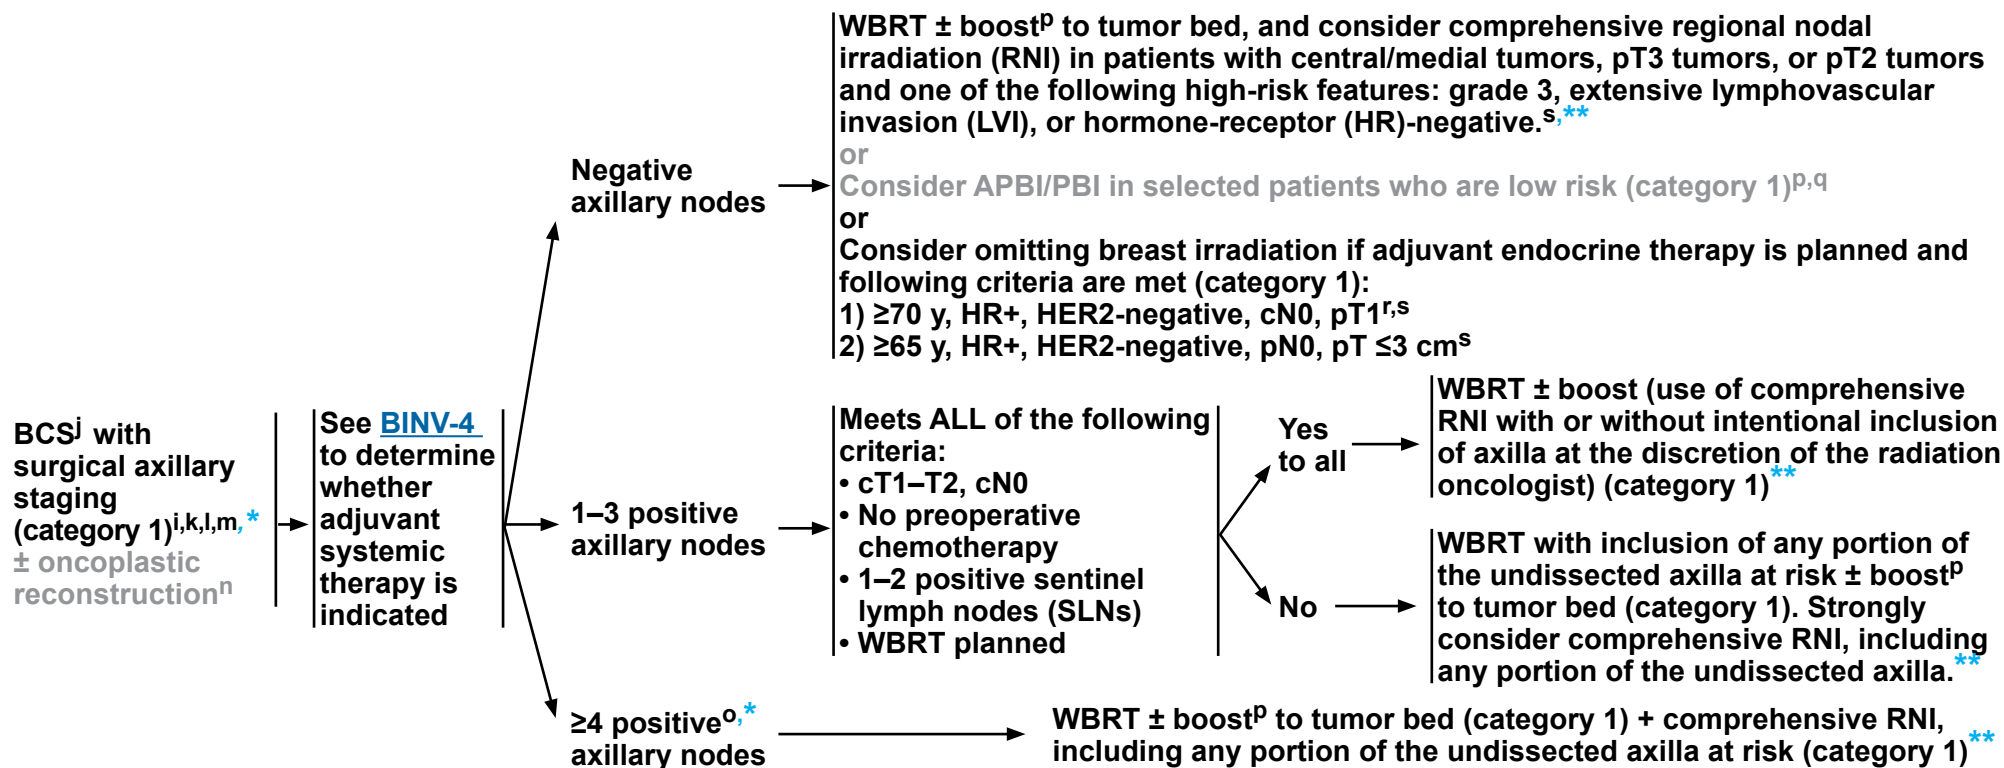 BCSj with
surgical axillary
staging
(category 1)i,k,l,m,*
± oncoplastic
reconstructionn
See BINV-4
to determine
whether
adjuvant
systemic
therapy is
indicated
Negative
axillary nodes
WBRT ± boostp to tumor bed, and consider comprehensive regional nodal
irradiation (RNI) in patients with central/medial tumors, pT3 tumors, or pT2 tumors
and one of the following high-risk features: grade 3, extensive lymphovascular
invasion (LVI), or hormone-receptor (HR)-negative.s,**
or
Consider APBI/PBI in selected patients who are low risk (category 1)p,q
or
Consider omitting breast irradiation if adjuvant endocrine therapy is planned and
following criteria are met (category 1):
1) ≥70 y, HR+, HER2-negative, cN0, pT1r,s
2) ≥65 y, HR+, HER2-negative, pN0, pT ≤3 cms
1–3 positive
axillary nodes
Meets ALL of the following
criteria:
• cT1–T2, cN0
• No preoperative
chemotherapy
• 1–2 positive sentinel
lymph nodes (SLNs)
• WBRT planned
Yes
to all
WBRT ± boost (use of comprehensive
RNI with or without intentional inclusion
of axilla at the discretion of the radiation
oncologist) (category 1)**
No
WBRT with inclusion of any portion of
the undissected axilla at risk ± boostp
to tumor bed (category 1). Strongly
consider comprehensive RNI, including
any portion of the undissected axilla.**
≥4 positiveo,*
axillary nodes
WBRT ± boostp to tumor bed (category 1) + comprehensive RNI,
including any portion of the undissected axilla at risk (category 1)**